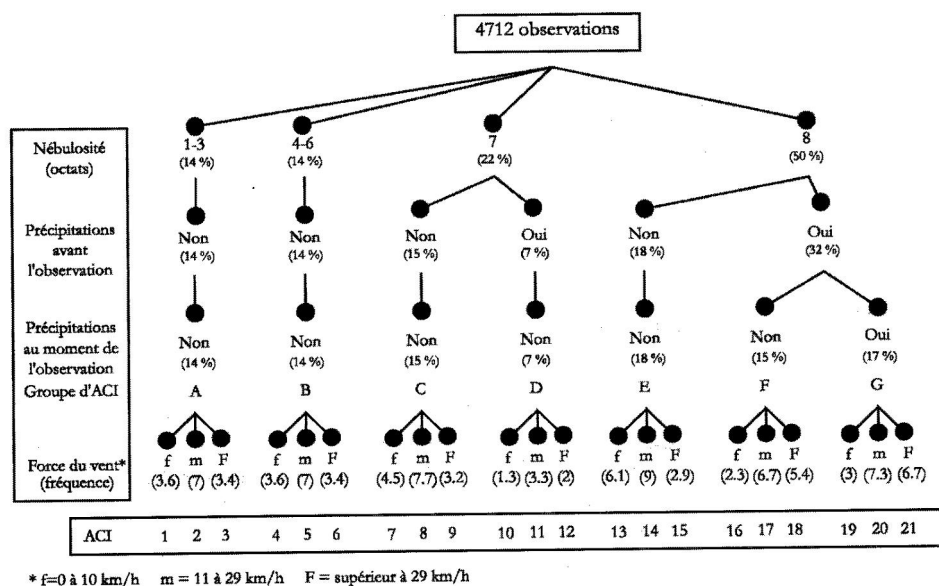 4712 observations
Nébulosité
(octats)
1-3
(14 %)
4-6
(14 %)
7
(22 %)
8
(50 %)
Précipitations
avant
l'observation
Non
(14 %)
Non
(14 %)
Non
(15 %)
Oui
(7 %)
Non
(18 %)
Oui
(32 %)
Précipitations
au moment de
l'observation
Non
(14 %)
Non
(14 %)
Non
(15 %)
Non
(7 %)
Non
(18 %)
Non
(15 %)
Oui
(17 %)
Groupe d'ACI A B C D E F G
Force du vent* f m F f m F f m F f m F f m F f m F f m F
(fréquence) (3.6) (7) (3.4) (3.6) (7) (3.4) (4.5) (7.7) (3.2) (1.3) (3.3) (2) (6.1) (9) (2.9) (2.3) (6.7) (5.4) (3) (7.3) (6.7)
ACI 1 2 3 4 5 6 7 8 9 10 11 12 13 14 15 16 17 18 19 20 21
* f=0 à 10 km/h m = 11 à 29 km/h F = supérieur à 29 km/h